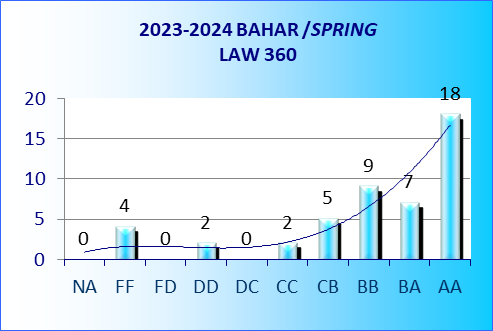 2023-2024 BAHAR /SPRING
LAW 360
20
15
10
5
0
0 4 0 2 0 2 5 9 7 18
NA FF FD DD DC CC CB BB BA AA